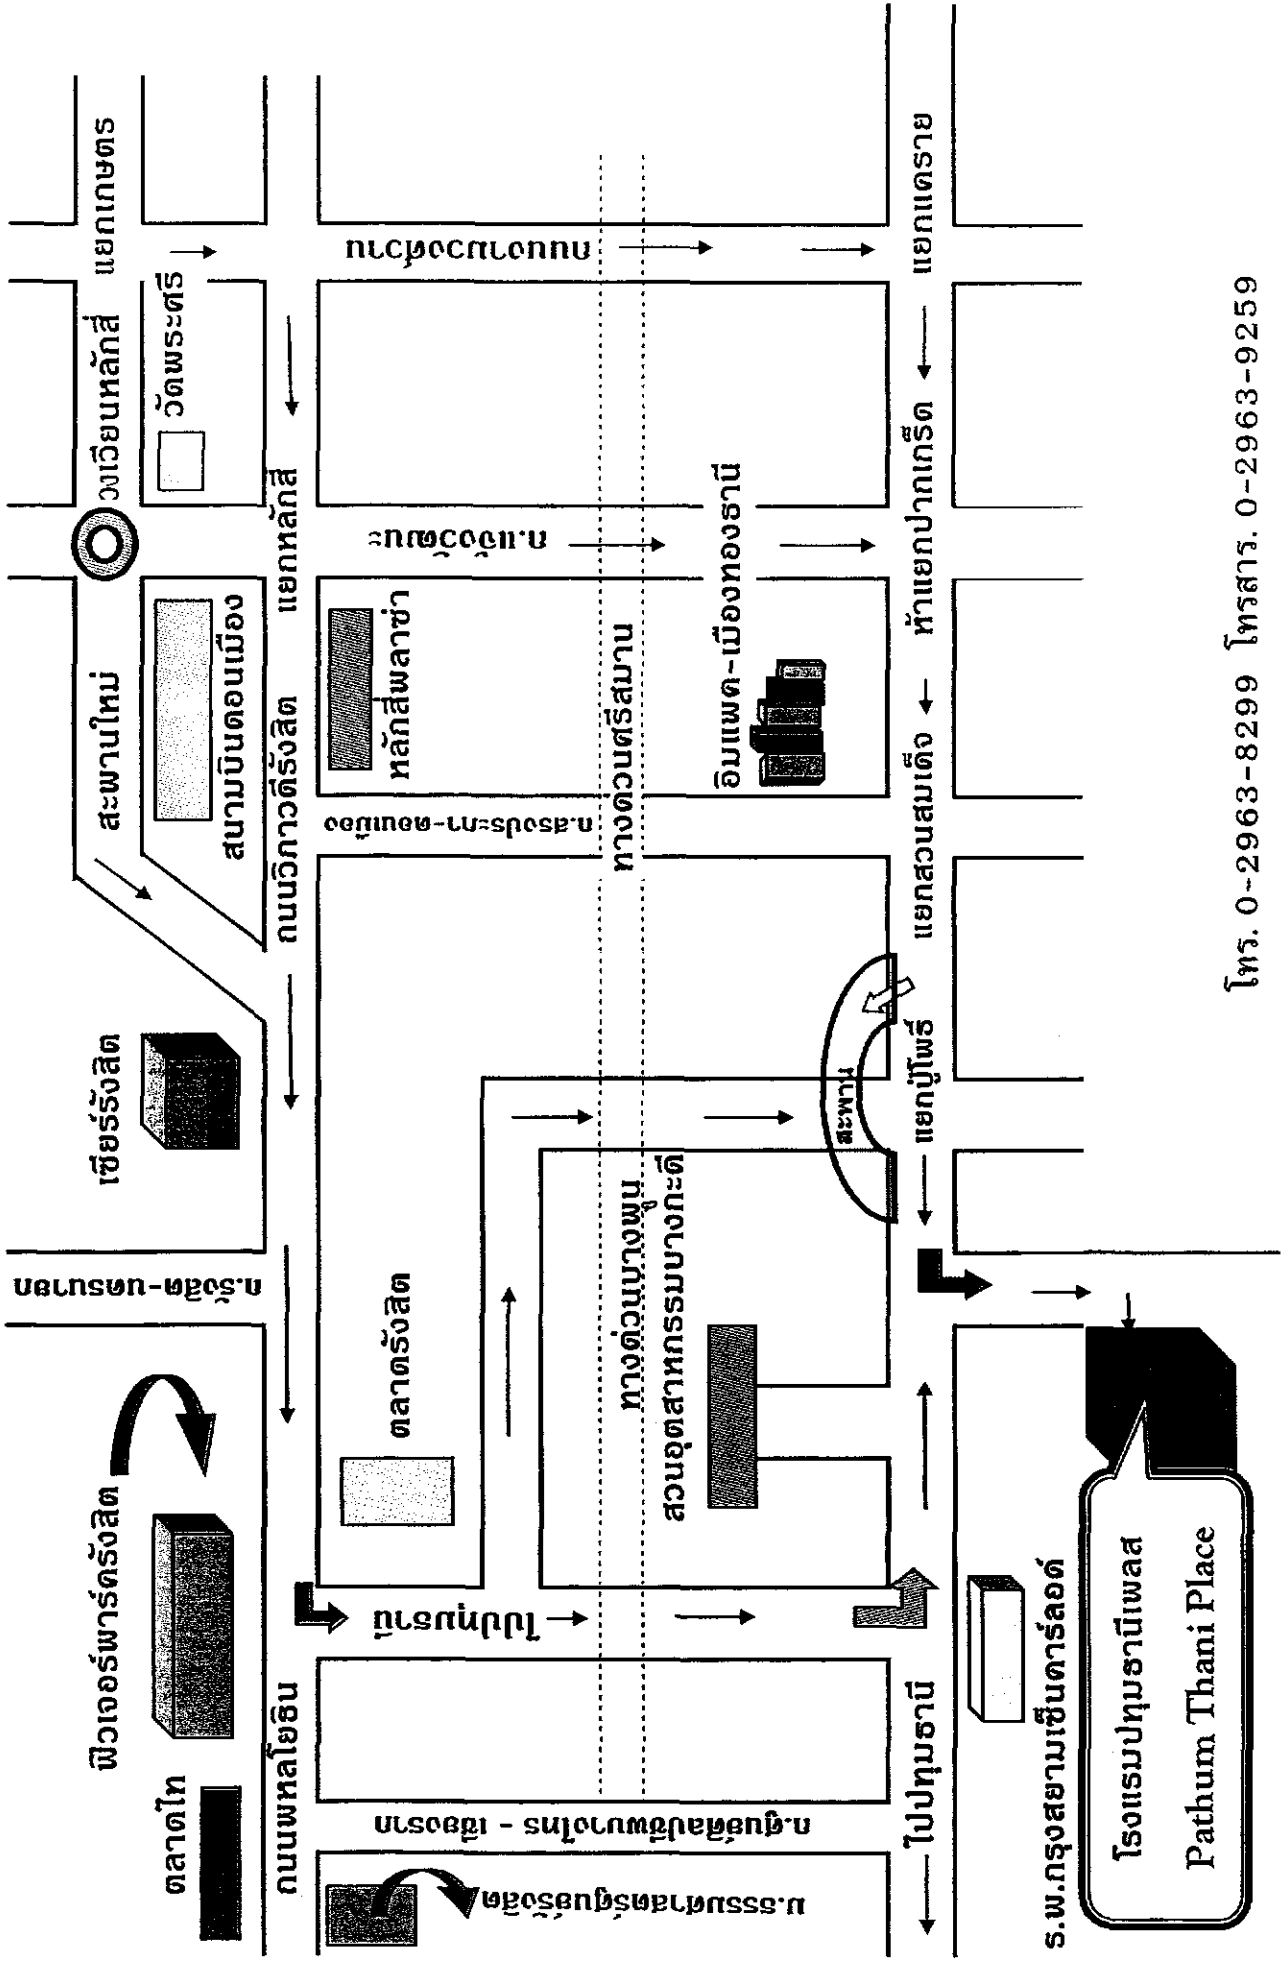 แยกเกษตร
วงเวียนหลักสี่
สะพานใหม่
วัดพระศรี
สนามบินดอนเมือง
เซียร์รังสิต
ถ.รังสิต-นครนายก
ฟิวเจอร์พาร์ครังสิต
ตลาดไท
แยกหลักสี่
ถนนวิภาวดีรังสิต
ถนนพหลโยธิน
ถนนงามวงศ์วาน
ถ.แจ้งวัฒนะ
หลักสี่พลาซ่า
ถ.สรงประภา-ดอนเมือง
ตลาดรังสิต
ไปปทุมธานี
ถ.ศูนย์ศิลปชีพบางไทร - เชียงราก
ม.ธรรมศาสตร์ศูนย์รังสิต
ทางด่วนศรีสมาน
ทางด่วนบางพูน
อิมแพค-เมืองทองธานี
สวนอุตสาหกรรมบางกะดี
สะพาน
แยกแคราย
ห้าแยกปากเกร็ด
แยกสวนสมเด็จ
แยกปู่โพธิ์
ไปปทุมธานี
ร.พ.กรุงสยามเซ็นคาร์ลอด์
โรงแรมปทุมธานีเพลส
Pathum Thani Place
โทร. 0-2963-8299 โทรสาร. 0-2963-9259